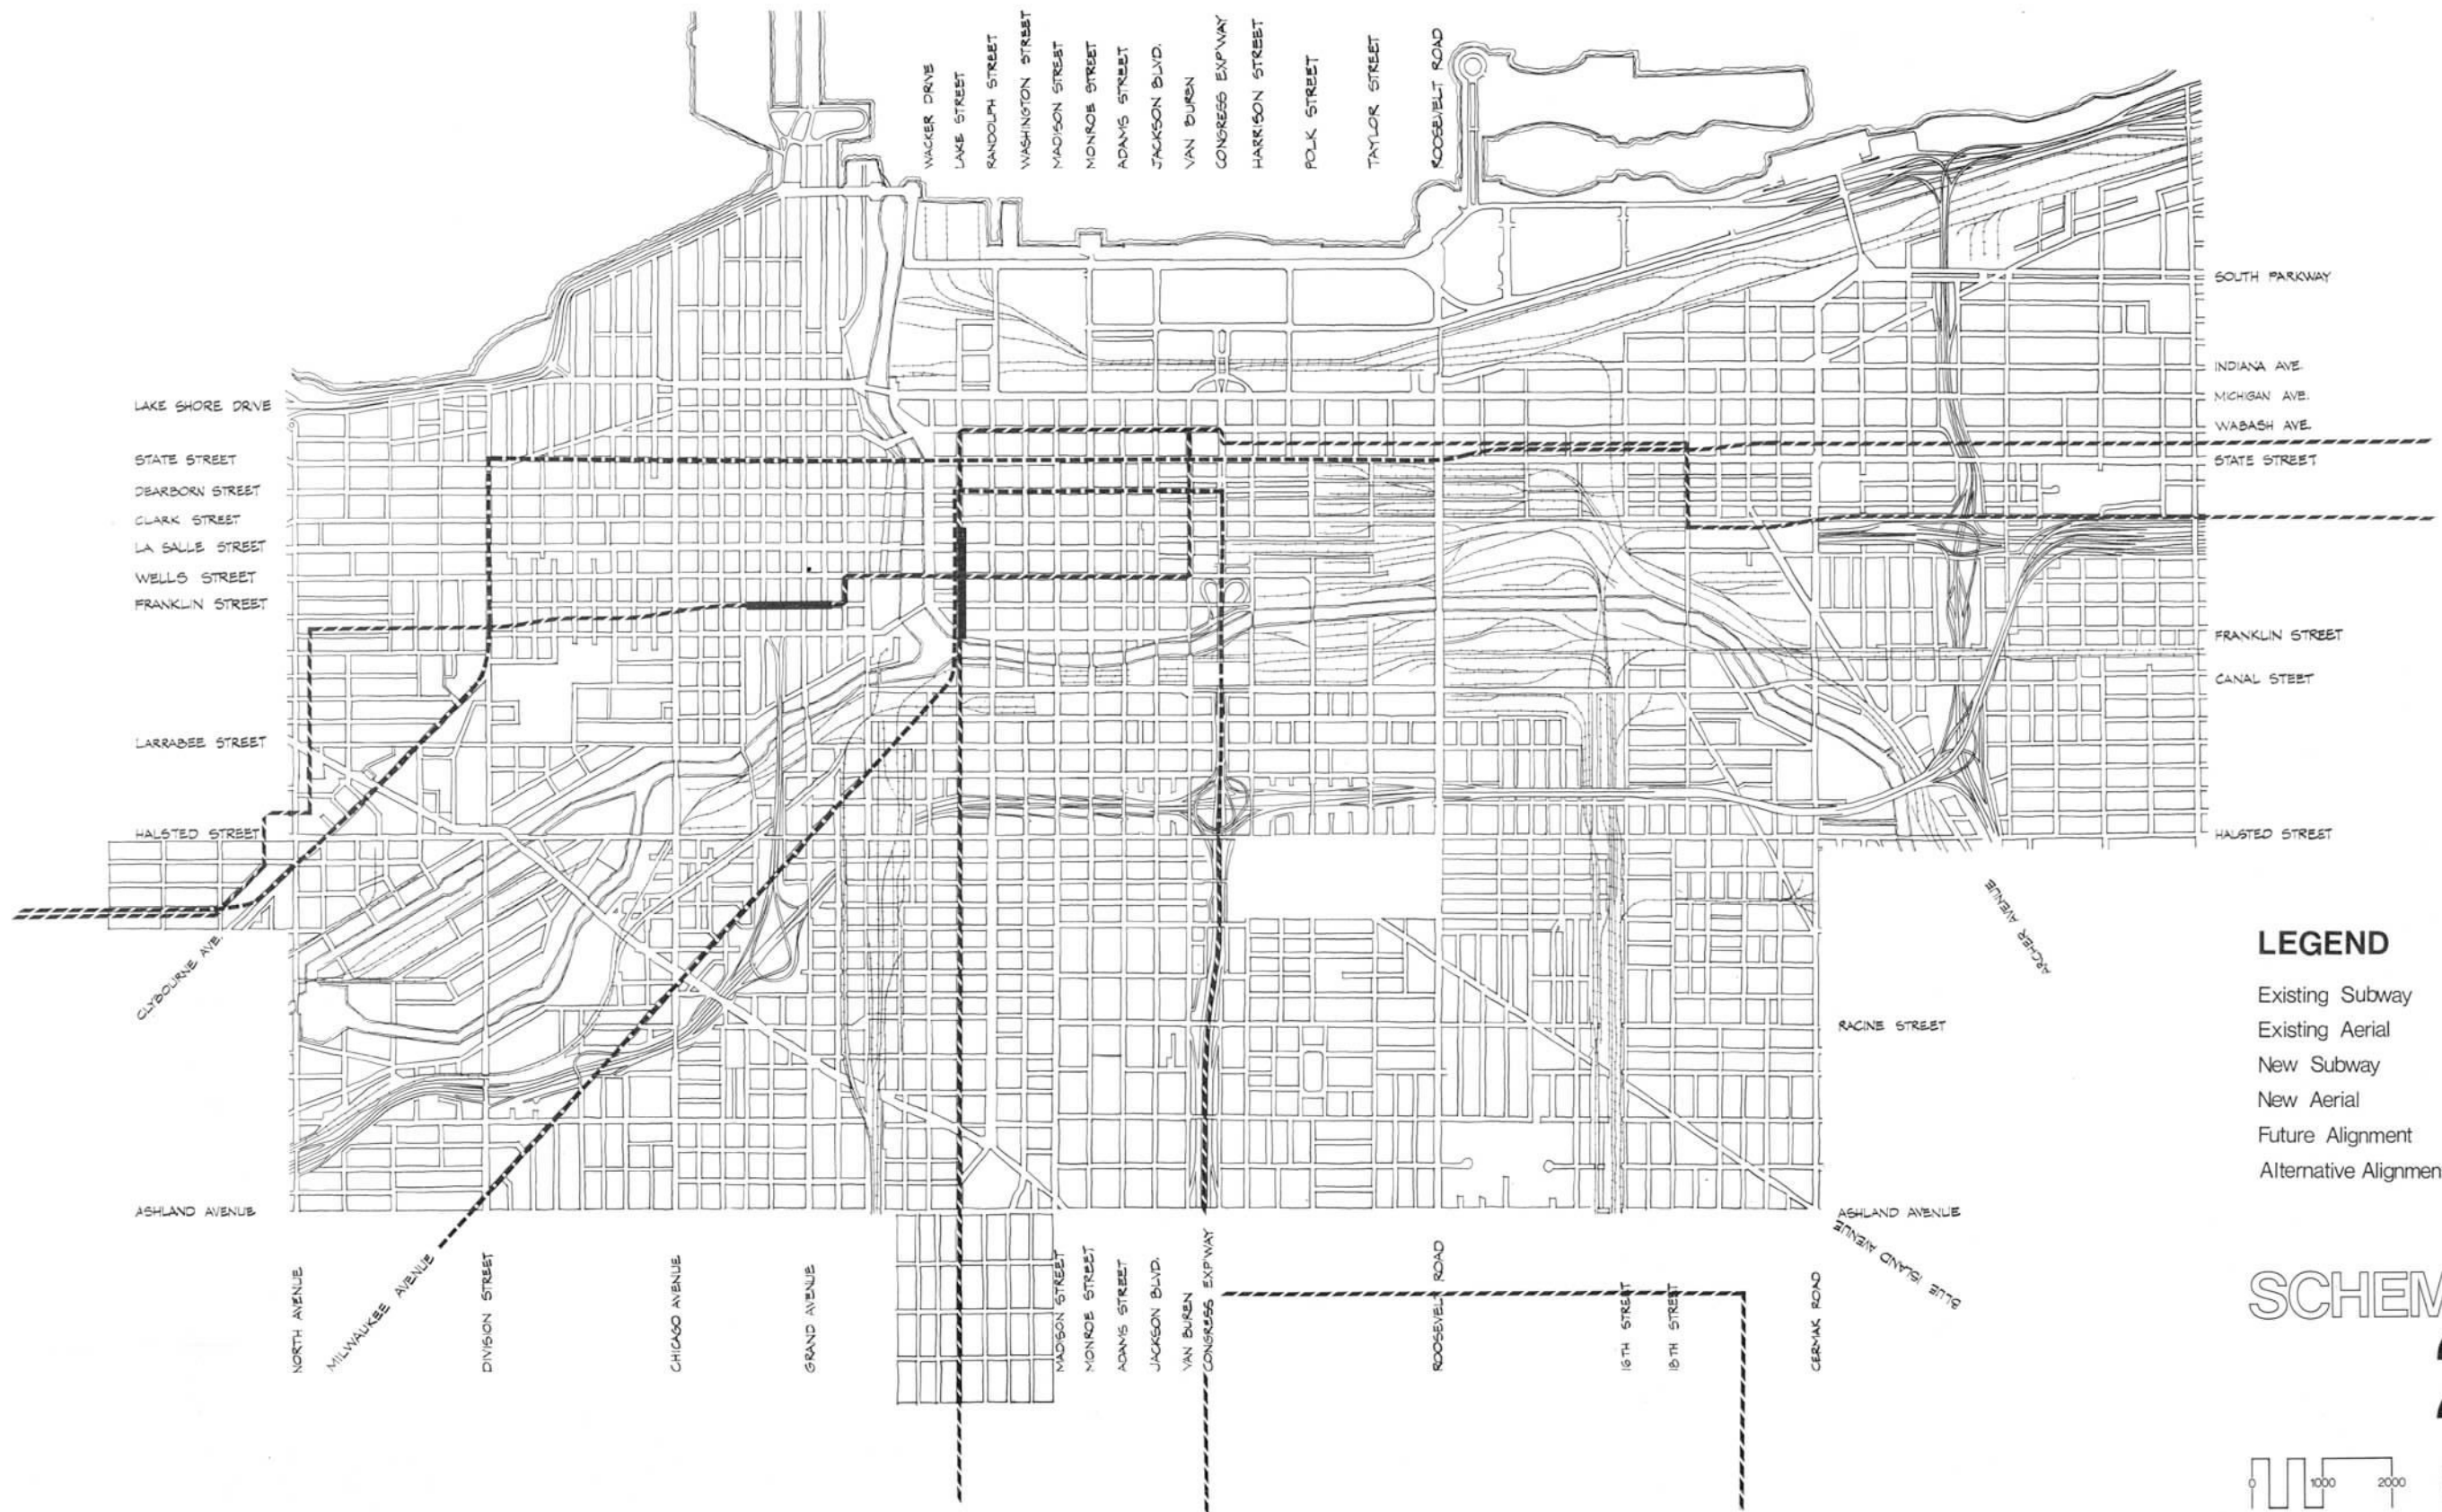 WACKER DRIVE
LAKE STREET
RANDOLPH STREET
WASHINGTON STREET
MADISON STREET
MONROE STREET
ADAMS STREET
JACKSON BLVD.
VAN BUREN
CONGRESS EXP'WAY
HARRISON STREET
POLK STREET
TAYLOR STREET
ROOSEVELT ROAD
LAKE SHORE DRIVE
STATE STREET
DEARBORN STREET
CLARK STREET
LA SALLE STREET
WELLS STREET
FRANKLIN STREET
LARRABEE STREET
HALSTED STREET
CLYBOURNE AVE.
ASHLAND AVENUE
SOUTH PARKWAY
INDIANA AVE.
MICHIGAN AVE.
WABASH AVE.
STATE STREET
FRANKLIN STREET
CANAL STEET
HALSTED STREET
ARCHER AVENUE
RACINE STREET
ASHLAND AVENUE
BLUE ISLAND AVENUE
NORTH AVENUE
MILWAUKEE AVENUE
DIVISION STREET
CHICAGO AVENUE
GRAND AVENUE
MADISON STREET
MONROE STREET
ADAMS STREET
JACKSON BLVD.
VAN BUREN
CONGRESS EXP'WAY
ROOSEVELT ROAD
16TH STREET
18TH STREET
CERMAK ROAD
LEGEND
Existing Subway
Existing Aerial
New Subway
New Aerial
Future Alignment
Alternative Alignmen
SCHEM
0 1000 2000